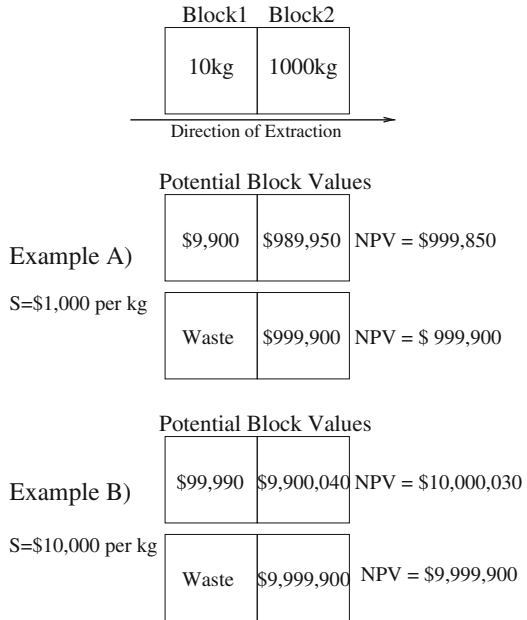 Block1 Block2
10kg 1000kg
Direction of Extraction
Potential Block Values
Example A)
S=$1,000 per kg
$9,900 $989,950 NPV = $999,850
Waste $999,900 NPV = $ 999,900
Potential Block Values
Example B)
S=$10,000 per kg
$99,990 $9,900,040 NPV = $10,000,030
Waste $9,999,900 NPV = $9,999,900